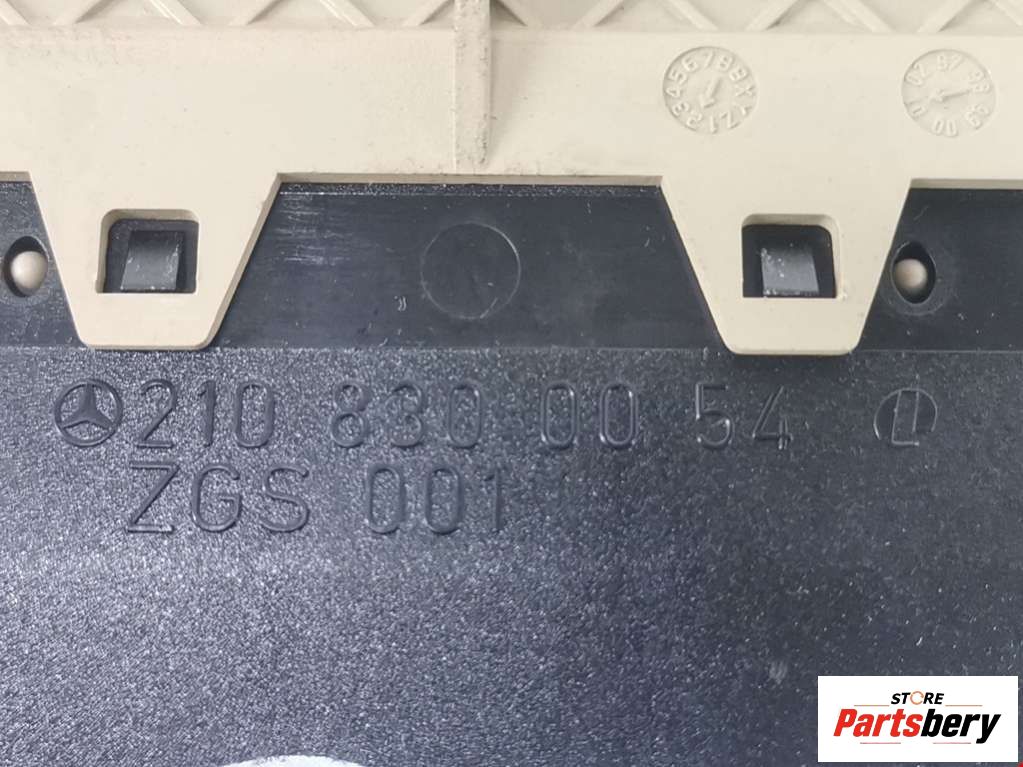 210 830 00 54 L
ZGS 001
STORE
Partsbery